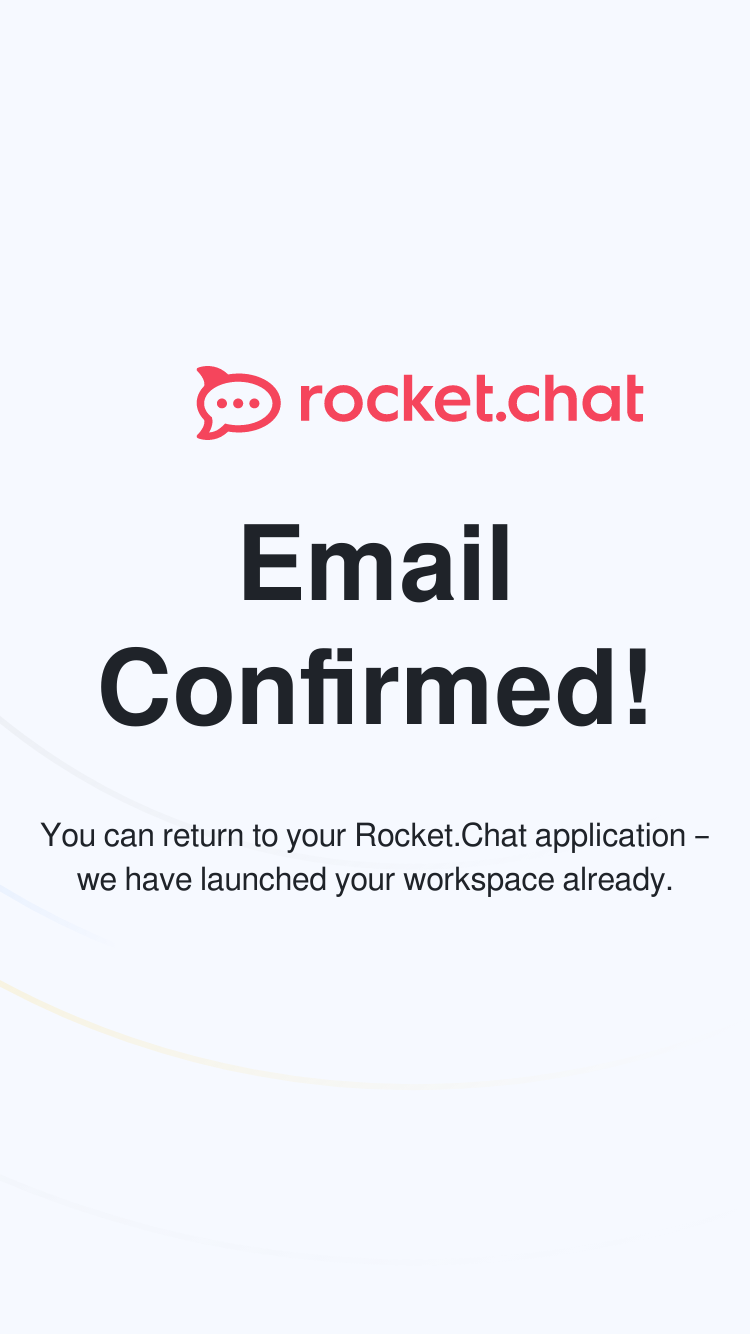 rocket.chat
Email
Confirmed!
You can return to your Rocket.Chat application –
we have launched your workspace already.